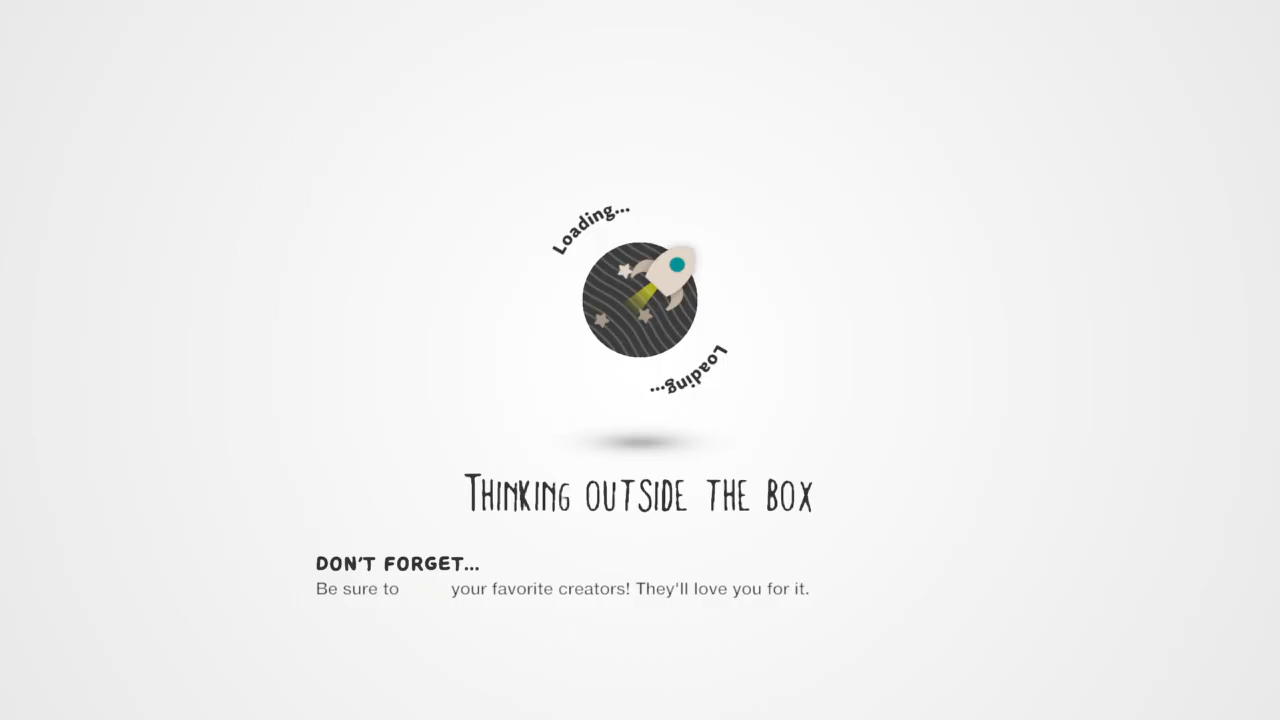 Loading...
Loading...
THINKING OUTSIDE THE BOX
DON'T FORGET...
Be sure to your favorite creators! They'll love you for it.